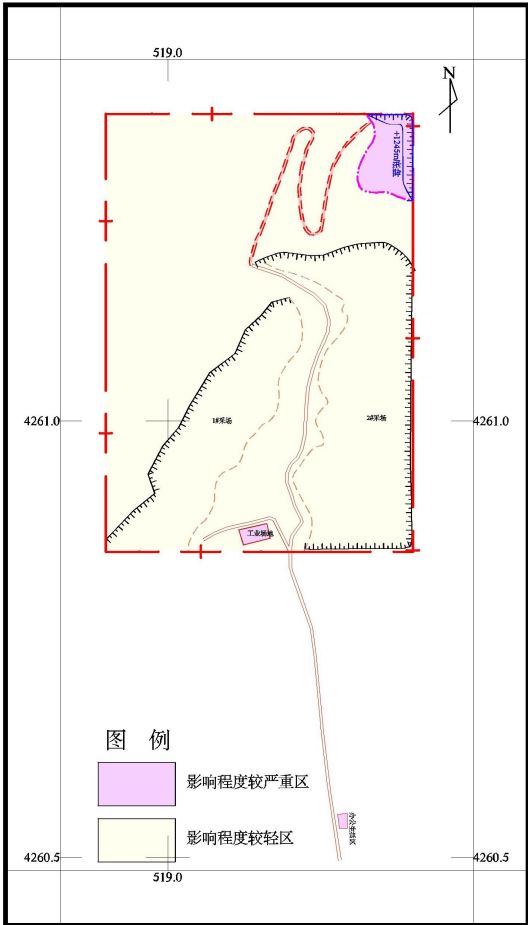 519.0
N
+1245m底盘
4261.0
1#采场
2#采场
4261.0
工业场地
图 例
影响程度较严重区
办公生活区
影响程度较轻区
4260.5
519.0
4260.5